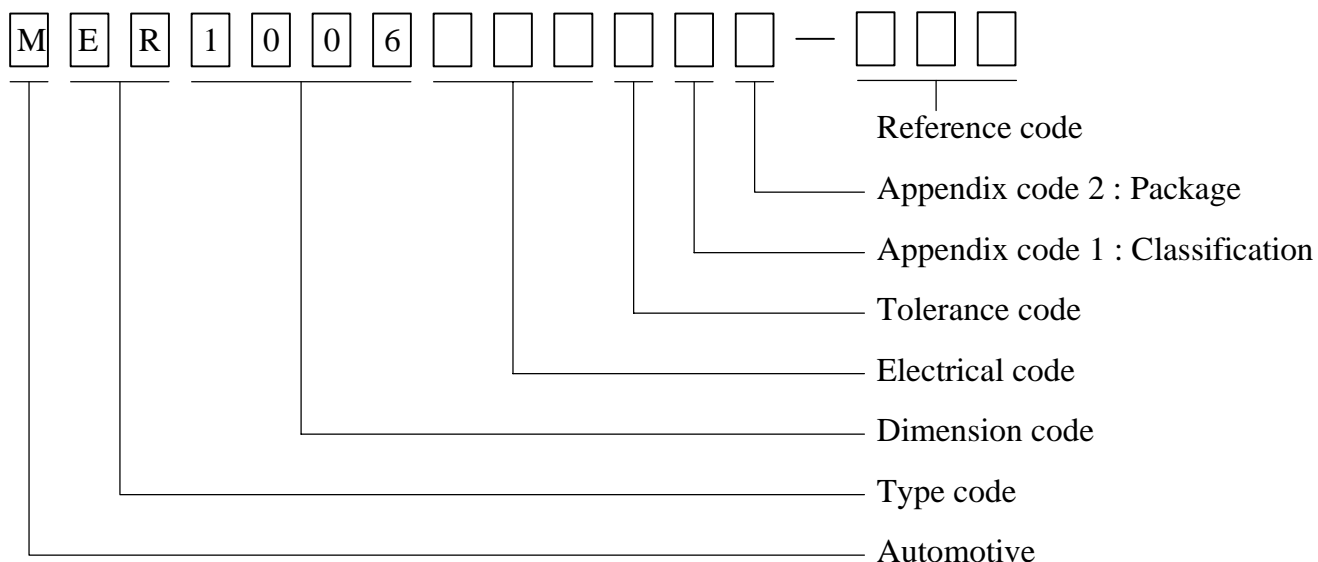 M E R 1 0 0 6 —
Reference code
Appendix code 2 : Package
Appendix code 1 : Classification
Tolerance code
Electrical code
Dimension code
Type code
Automotive